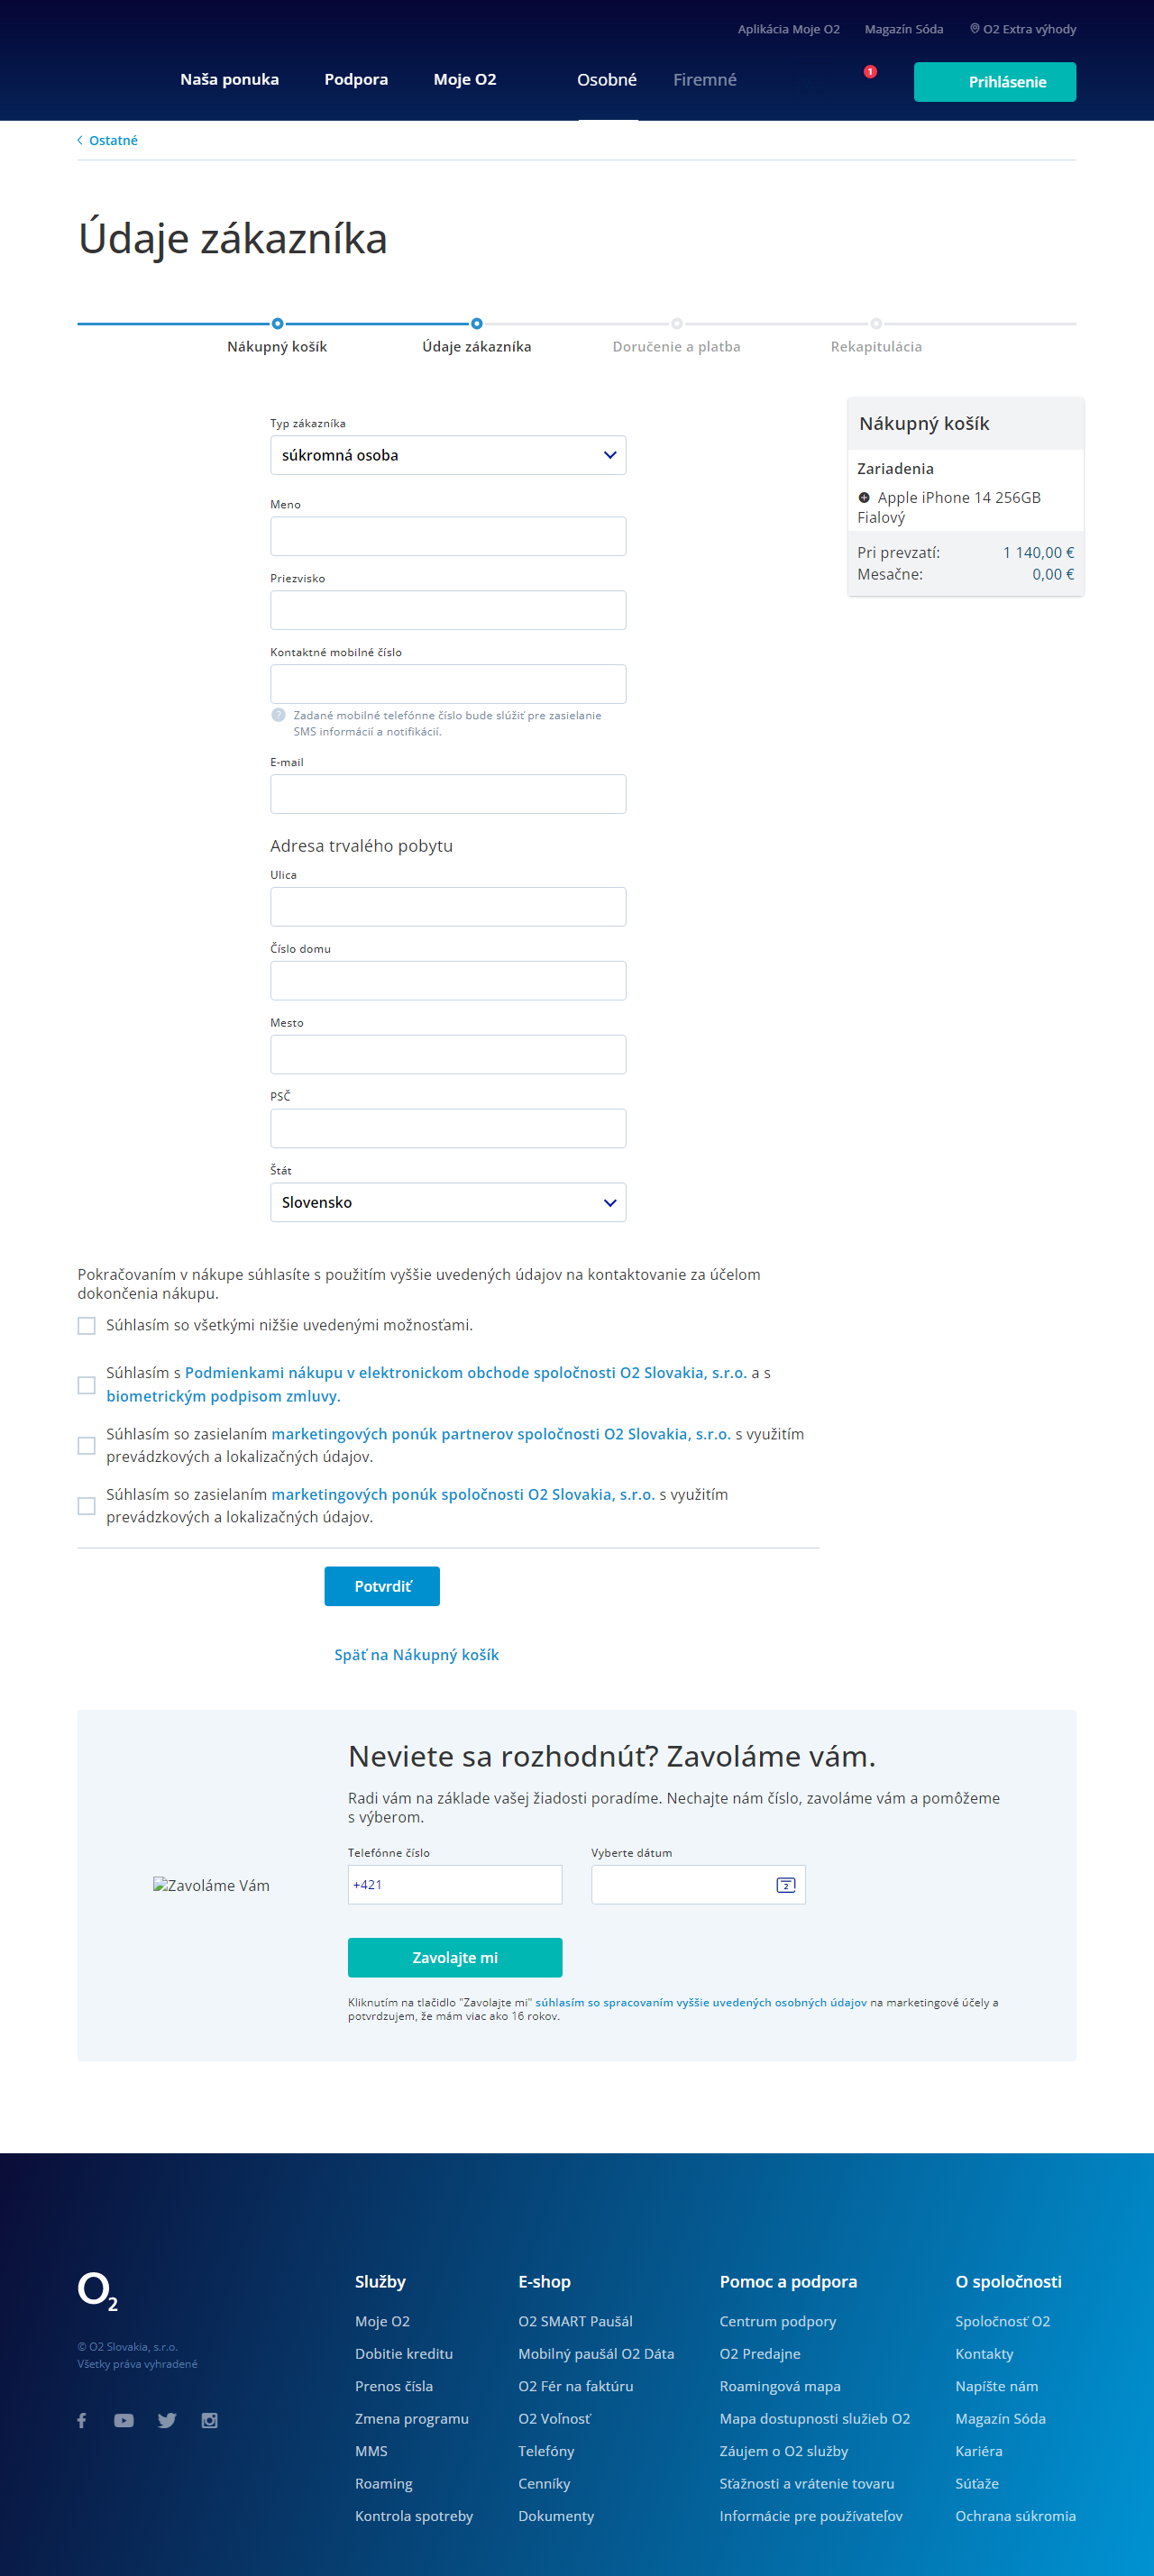 Aplikácia Moje O2 Magazín Sóda O2 Extra výhody
Naša ponuka Podpora Moje O2 Osobné Firemné 1 Prihlásenie
Ostatné
Údaje zákazníka
Nákupný košík Údaje zákazníka Doručenie a platba Rekapitulácia
Typ zákazníka
súkromná osoba
Meno
Priezvisko
Kontaktné mobilné číslo
? Zadané mobilné telefónne číslo bude slúžiť pre zasielanie
SMS informácií a notifikácií.
E-mail
Adresa trvalého pobytu
Ulica
Číslo domu
Mesto
PSČ
Štát
Slovensko
Nákupný košík
Zariadenia
Apple iPhone 14 256GB
Fialový
Pri prevzatí: 1 140,00 €
Mesačne: 0,00 €
Pokračovaním v nákupe súhlasíte s použitím vyššie uvedených údajov na kontaktovanie za účelom
dokončenia nákupu.
Súhlasím so všetkými nižšie uvedenými možnosťami.
Súhlasím s Podmienkami nákupu v elektronickom obchode spoločnosti O2 Slovakia, s.r.o. a s
biometrickým podpisom zmluvy.
Súhlasím so zasielaním marketingových ponúk partnerov spoločnosti O2 Slovakia, s.r.o. s využitím
prevádzkových a lokalizačných údajov.
Súhlasím so zasielaním marketingových ponúk spoločnosti O2 Slovakia, s.r.o. s využitím
prevádzkových a lokalizačných údajov.
Potvrdiť
Späť na Nákupný košík
Neviete sa rozhodnúť? Zavoláme vám.
Radi vám na základe vašej žiadosti poradíme. Nechajte nám číslo, zavoláme vám a pomôžeme
s výberom.
Zavoláme Vám
Telefónne číslo Vyberte dátum
+421 2
Zavolajte mi
Kliknutím na tlačidlo "Zavolajte mi" súhlasím so spracovaním vyššie uvedených osobných údajov na marketingové účely a
potvrdzujem, že mám viac ako 16 rokov.
O2
© O2 Slovakia, s.r.o.
Všetky práva vyhradené
Služby
Moje O2
Dobitie kreditu
Prenos čísla
Zmena programu
MMS
Roaming
Kontrola spotreby
E-shop
O2 SMART Paušál
Mobilný paušál O2 Dáta
O2 Fér na faktúru
O2 Voľnosť
Telefóny
Cenníky
Dokumenty
Pomoc a podpora
Centrum podpory
O2 Predajne
Roamingová mapa
Mapa dostupnosti služieb O2
Záujem o O2 služby
Sťažnosti a vrátenie tovaru
Informácie pre používateľov
O spoločnosti
Spoločnosť O2
Kontakty
Napíšte nám
Magazín Sóda
Kariéra
Súťaže
Ochrana súkromia